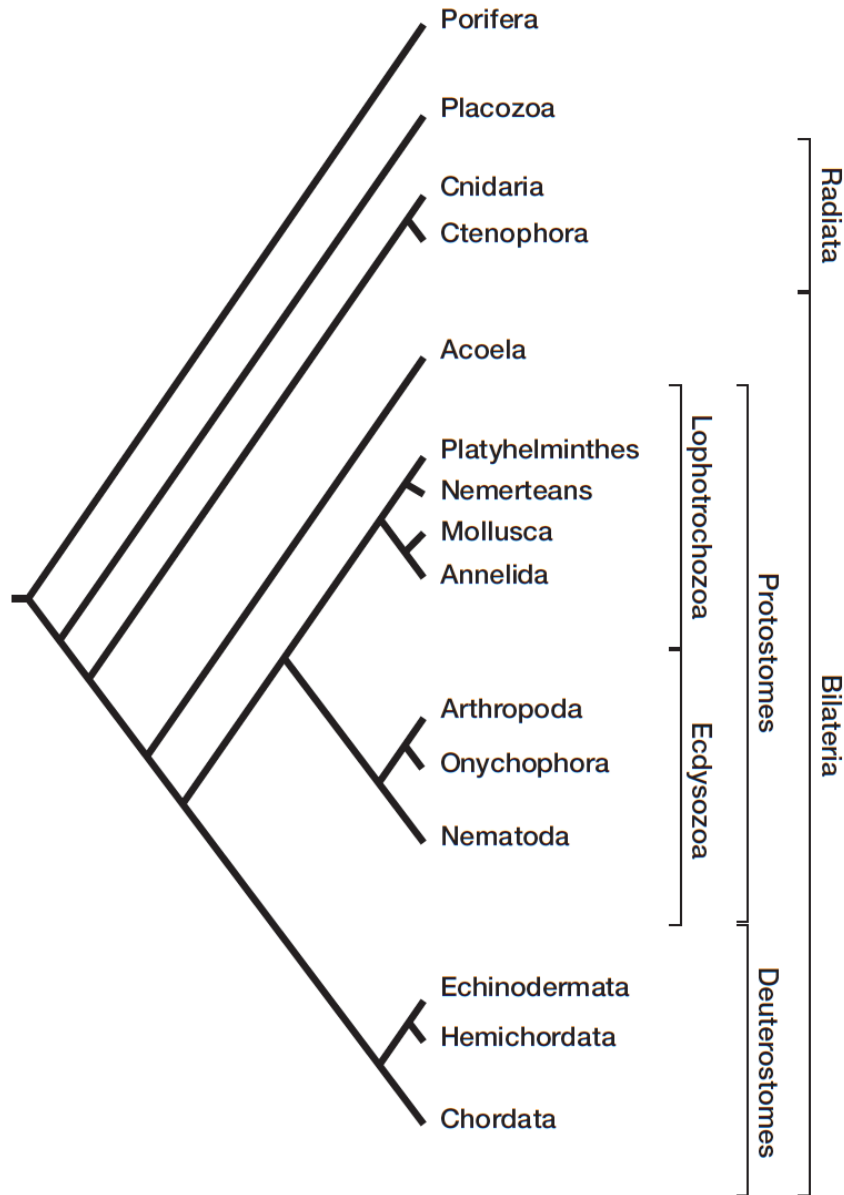 Porifera
Placozoa
Cnidaria
Ctenophora
Acoela
Platyhelminthes
Nemerteans
Mollusca
Annelida
Arthropoda
Onychophora
Nematoda
Echinodermata
Hemichordata
Chordata
Lophotrochozoa
Ecdysozoa
Protostomes
Deuterostomes
Radiata
Bilateria